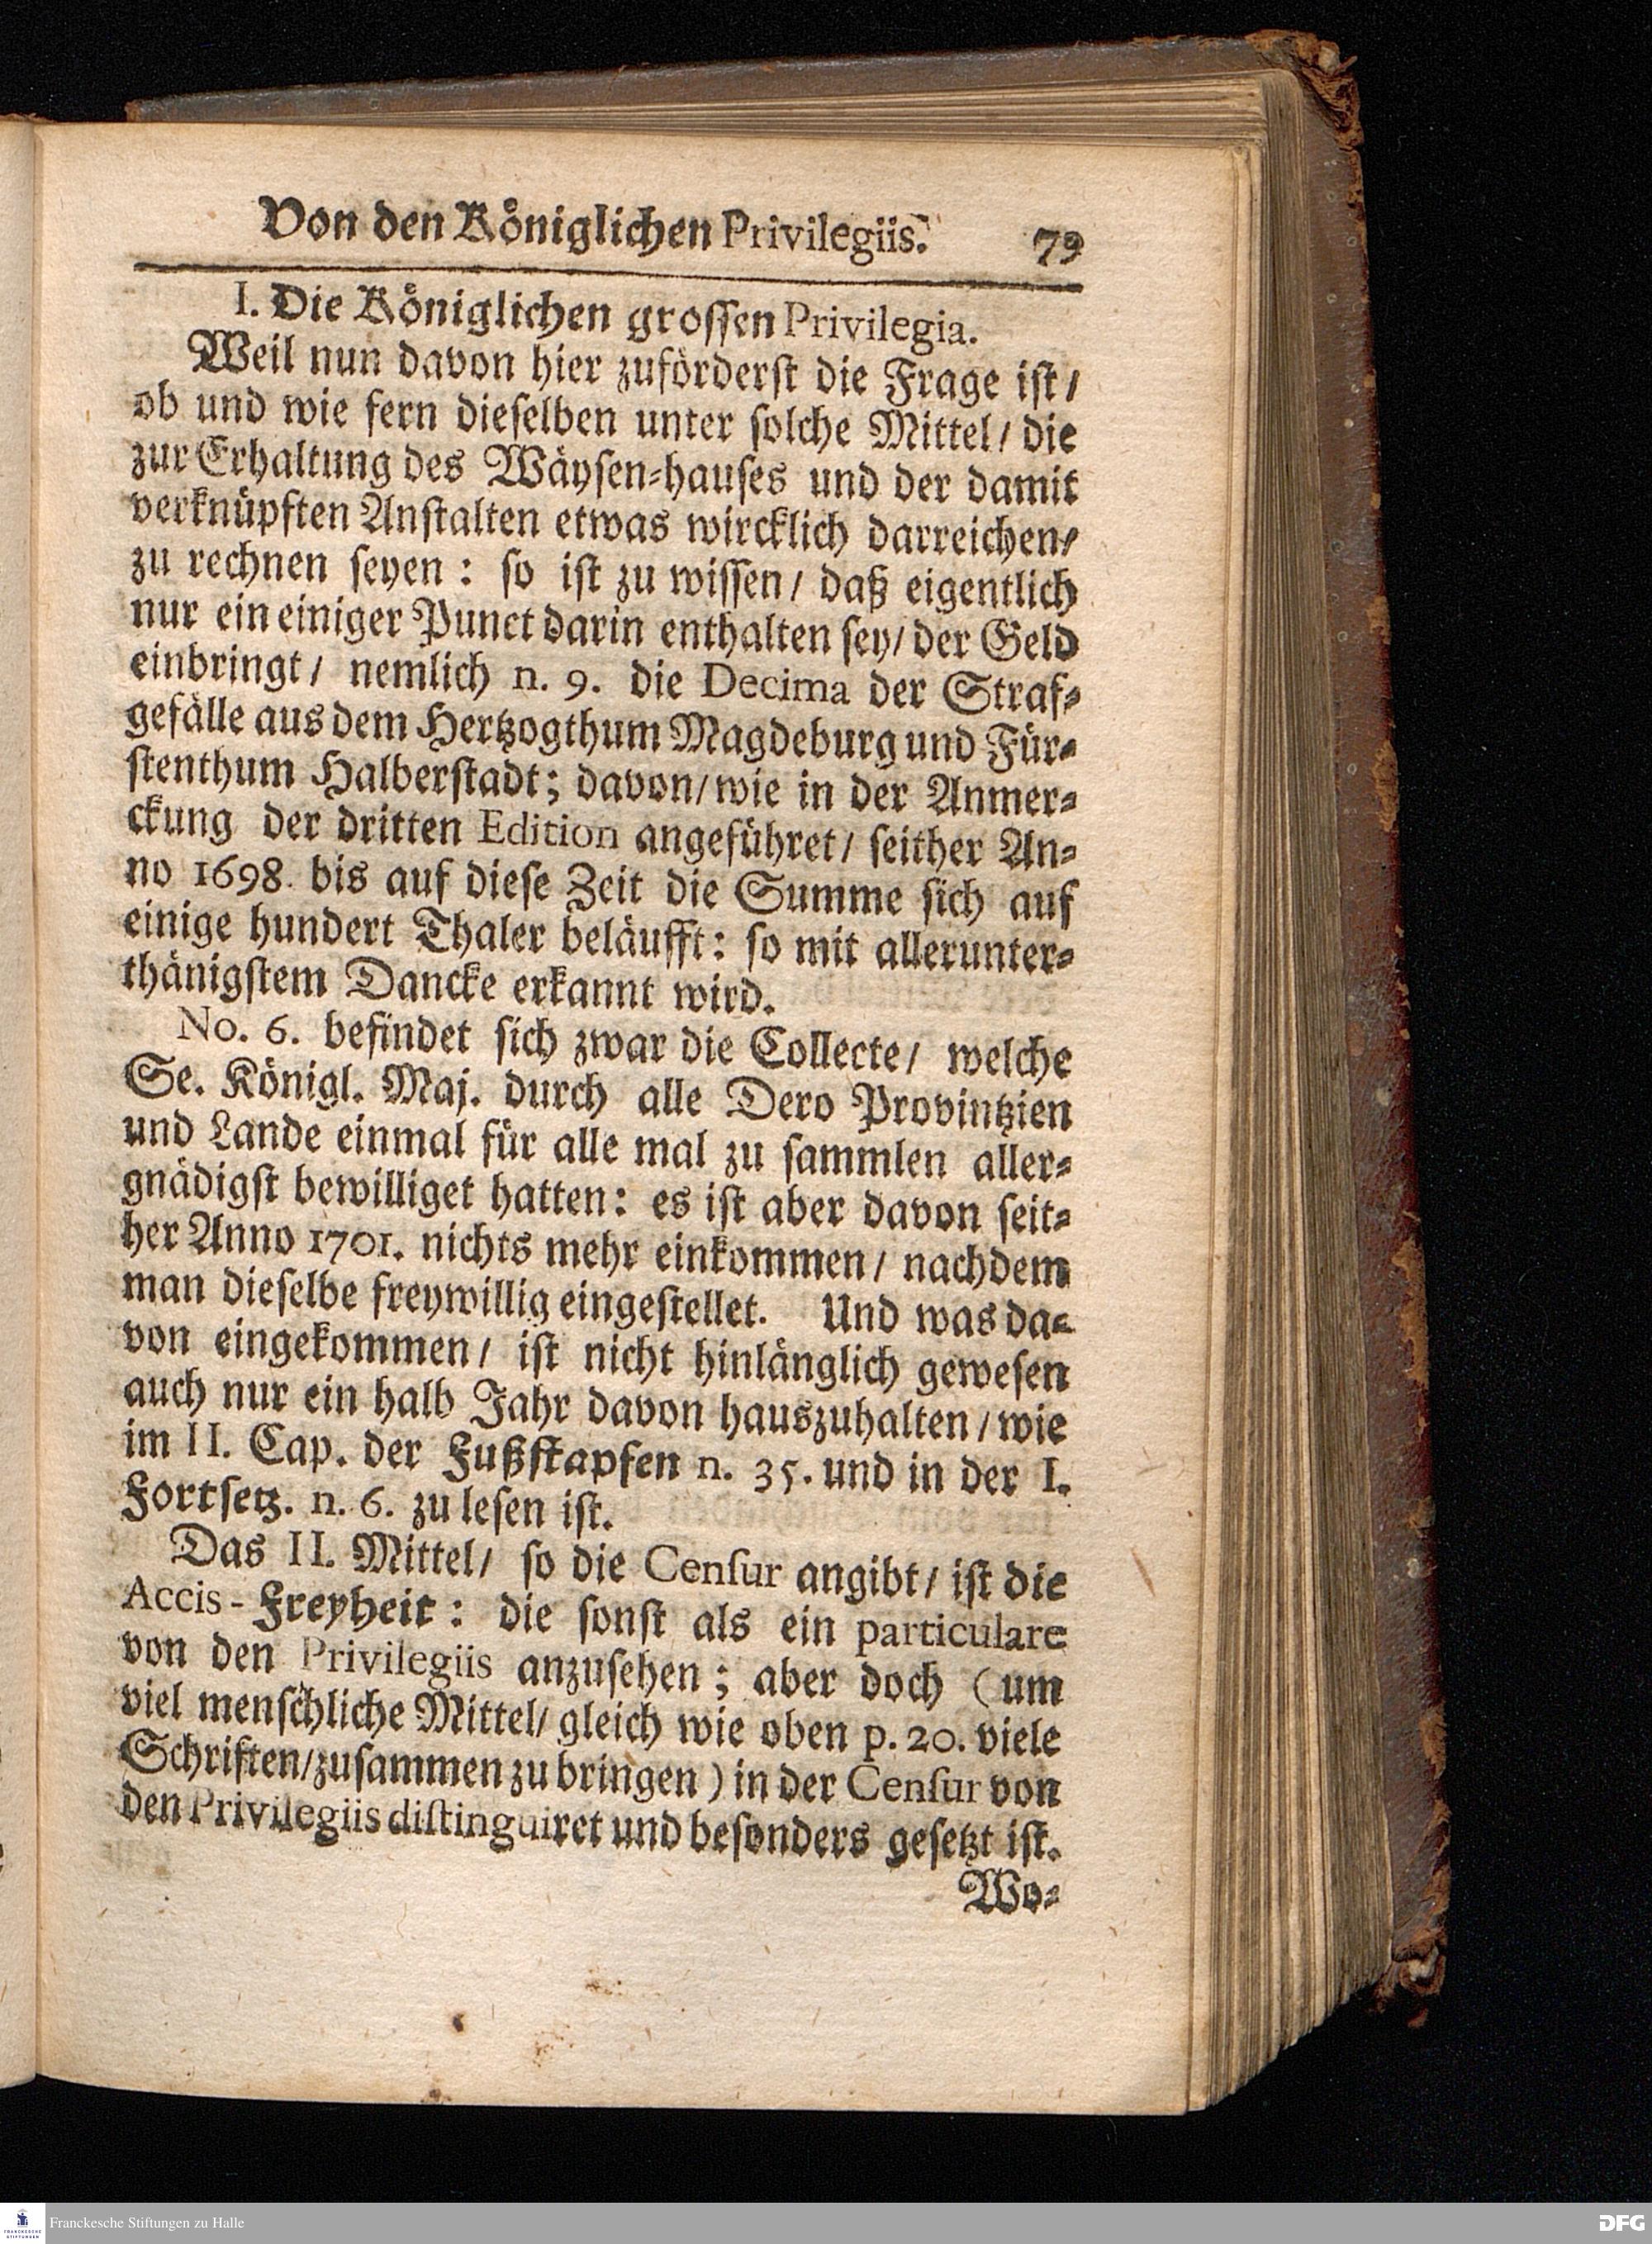 Von den Königlichen Privilegiis. 79
I. Die Königlichen grossen Privilegia.
Weil nun davon hier zuförderst die Frage ist/
ob und wie fern dieselben unter solche Mittel/ die
zur Erhaltung des Wäysen-hauses und der damit
verknüpften Anstalten etwas wircklich darreichen/
zu rechnen seyen: so ist zu wissen/ daß eigentlich
nur ein einiger Punct darin enthalten sey/ der Geld
einbringt/ nemlich n. 9. die Decima der Straf-
gefälle aus dem Hertzogthum Magdeburg und Für-
stenthum Halberstadt; davon/ wie in der Anmer-
ckung der dritten Edition angeführet/ seither An-
no 1698. bis auf diese Zeit die Summe sich auf
einige hundert Thaler beläufft: so mit allerunter-
thänigstem Dancke erkannt wird.
No. 6. befindet sich zwar die Collecte/ welche
Se. Königl. Maj. durch alle Dero Provintzien
und Lande einmal für alle mal zu sammlen aller-
gnädigst bewilliget hatten: es ist aber davon seit-
her Anno 1701. nichts mehr einkommen/ nachdem
man dieselbe freywillig eingestellet. Und was da-
von eingekommen/ ist nicht hinlänglich gewesen
auch nur ein halb Jahr davon hauszuhalten/ wie
im II. Cap. der Fußstapfen n. 35. und in der I.
Fortsetz. n. 6. zu lesen ist.
Das II. Mittel/ so die Censur angibt/ ist die
Accis-Freyheit: die sonst als ein particulare
von den Privilegiis anzusehen; aber doch (um
viel menschliche Mittel/ gleich wie oben p. 20. viele
Schriften/ zusammen zu bringen) in der Censur von
den Privilegiis distinguiret und besonders gesetzt ist.
Wo-
FRANCKESCHE STIFTUNGEN
Franckesche Stiftungen zu Halle
DFG